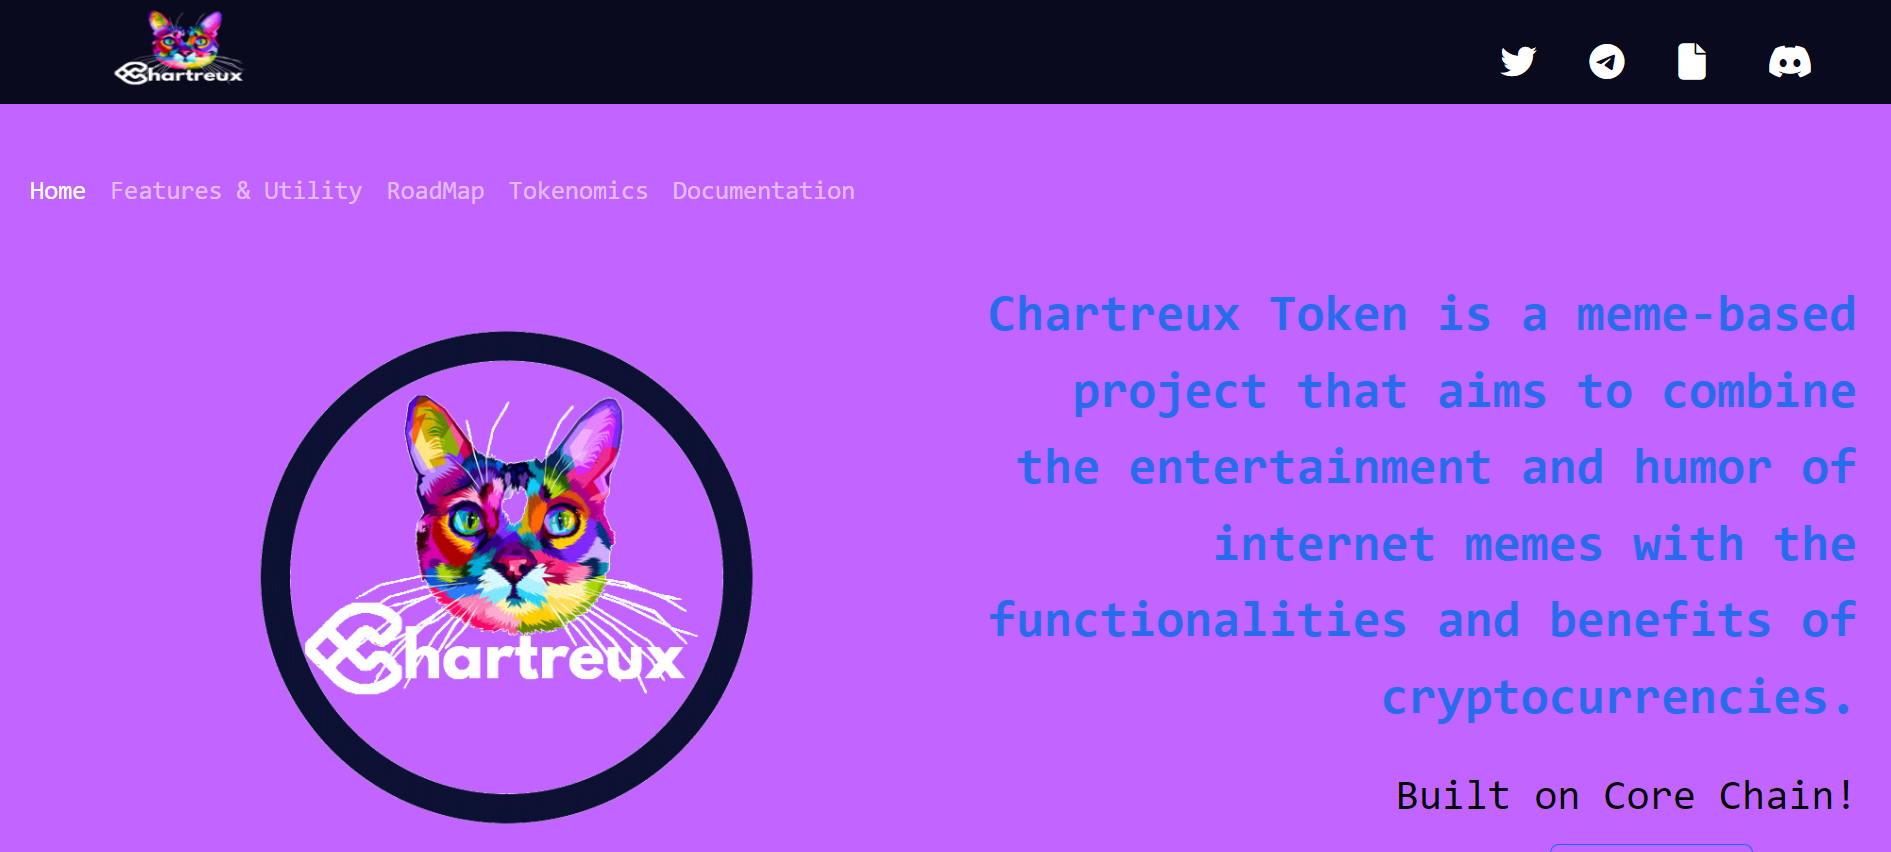 Chartreux
Home Features & Utility RoadMap Tokenomics Documentation
Chartreux Token is a meme-based
project that aims to combine
the entertainment and humor of
internet memes with the
functionalities and benefits of
cryptocurrencies.
Chartreux
Built on Core Chain!